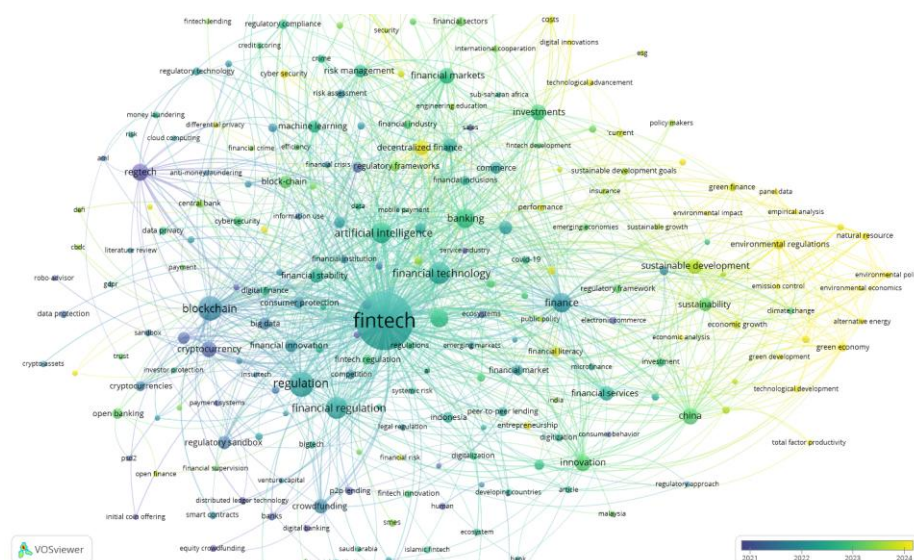 fintech lending
regulatory compliance
security
financial sectors
costs
credit scoring
crime
international cooperation
digital innovations
esg
regulatory technology
cyber security
risk management
financial markets
technological advancement
risk assessment
sub-saharan africa
engineering education
money laundering
differential privacy
machine learning
financial industry
sales
investments
policy makers
risk
cloud computing
efficiency
current
financial crime
decentralized finance
fintech development
aml
financial crisis
regulatory frameworks
commerce
regtech
anti-money laundering
block-chain
financial inclusions
sustainable development goals
green finance
panel data
insurance
central bank
data
mobile payment
performance
defi
cybersecurity
information use
banking
environmental impact
empirical analysis
data privacy
artificial intelligence
emerging economies
sustainable growth
natural resource
cbdc
literature review
service industry
environmental regulations
financial institution
covid-19
payment
financial stability
financial technology
sustainable development
environmental pol
robo-advisor
gdpr
digital finance
regulatory framework
emission control
environmental economics
consumer protection
finance
sustainability
blockchain
ecosystems
climate change
data protection
big data
fintech
public policy
electronic commerce
economic growth
alternative energy
sandbox
economic analysis
cryptocurrency
financial innovation
regulations
emerging markets
financial literacy
green economy
trust
fintech regulation
investment
green development
cryptoassets
investor protection
insurtech
competition
financial market
microfinance
cryptocurrencies
regulation
systemic risk
technological development
payment systems
india
financial services
open banking
financial regulation
indonesia
peer-to-peer lending
china
legal regulation
entrepreneurship
regulatory sandbox
bigtech
digitization
consumer behavior
total factor productivity
psd2
financial risk
digitalization
open finance
financial supervision
innovation
venture capital
regulatory approach
p2p lending
fintech innovation
developing countries
article
distributed ledger technology
crowdfunding
human
initial coin offering
smart contracts
banks
malaysia
digital banking
smes
ecosystem
equity crowdfunding
saudi arabia
islamic fintech
bank
VOSviewer
2021
2022
2023
2024